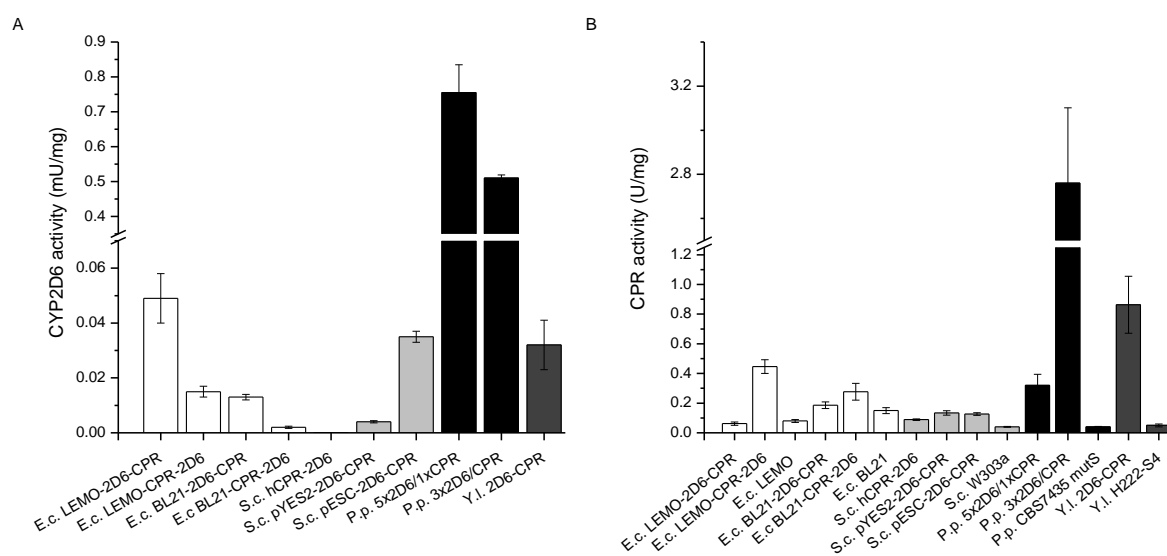 A
CYP2D6 activity (mU/mg)
0.9
0.8
0.7
0.6
0.5
0.4
0.06
0.04
0.02
0.00
E.c. LEMO-2D6-CPR
E.c. LEMO-CPR-2D6
E.c. BL21-2D6-CPR
E.c BL21-CPR-2D6
S.c. hCPR-2D6
S.c. pYES2-2D6-CPR
S.c. pESC-2D6-CPR
P.p. 5x2D6/1xCPR
P.p. 3x2D6/CPR
Y.l. 2D6-CPR
B
CPR activity (U/mg)
3.2
2.8
1.2
1.0
0.8
0.6
0.4
0.2
0.0
E.c. LEMO-2D6-CPR
E.c. LEMO-CPR-2D6
E.c. LEMO
E.c. BL21-2D6-CPR
E.c BL21-CPR-2D6
E.c. BL21
S.c. hCPR-2D6
S.c. pYES2-2D6-CPR
S.c. pESC-2D6-CPR
S.c. W303a
P.p. 5x2D6/1xCPR
P.p. 3x2D6/CPR
P.p. CBS7435 mutS
Y.l. 2D6-CPR
Y.l. H222-S4